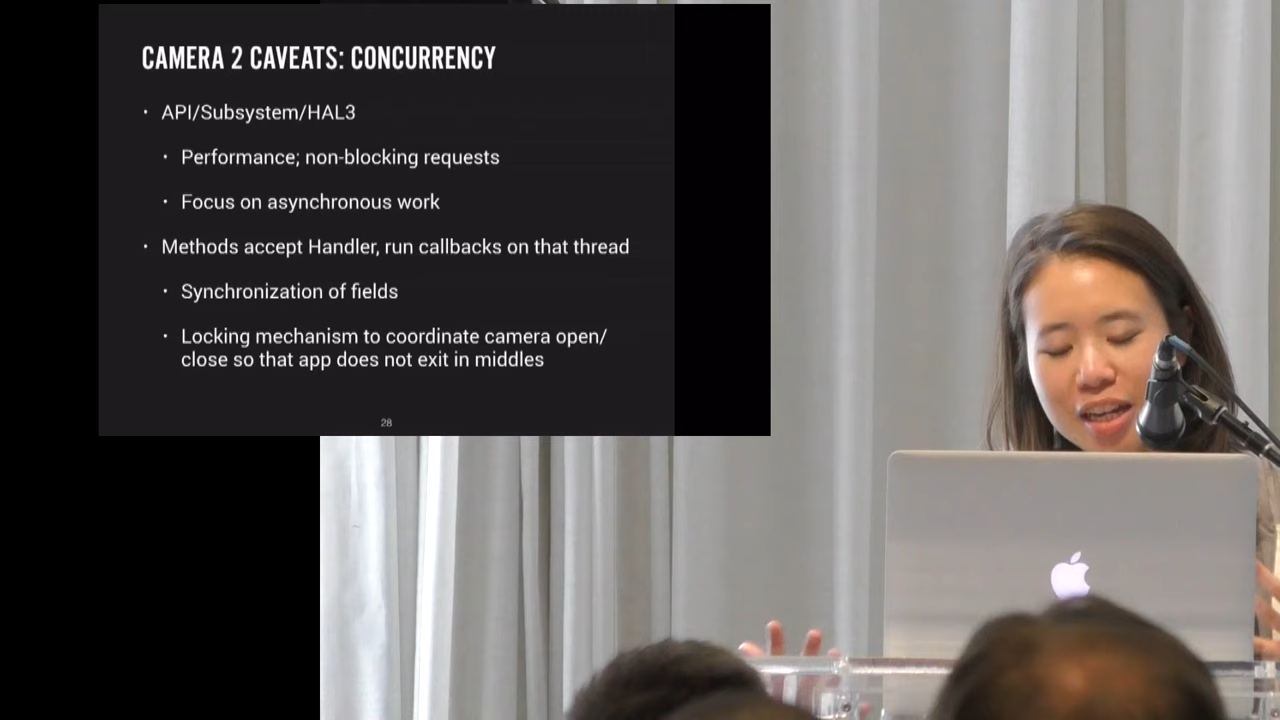 CAMERA 2 CAVEATS: CONCURRENCY
· API/Subsystem/HAL3
· Performance; non-blocking requests
· Focus on asynchronous work
· Methods accept Handler, run callbacks on that thread
· Synchronization of fields
· Locking mechanism to coordinate camera open/
close so that app does not exit in middles
28